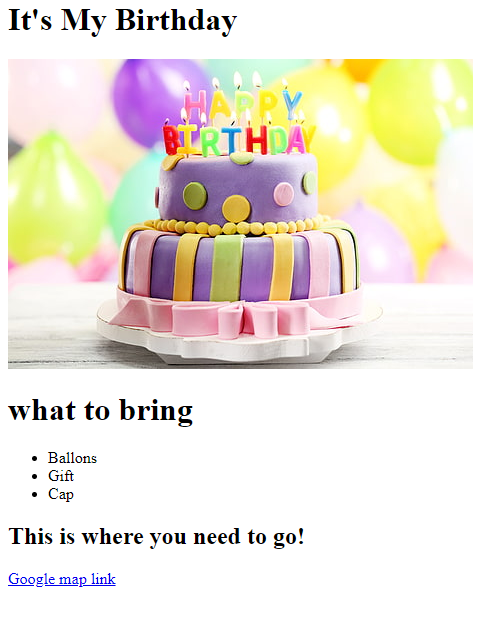 It's My Birthday
HAPPY
BIRTHDAY
what to bring
Ballons
Gift
Cap
This is where you need to go!
Google map link